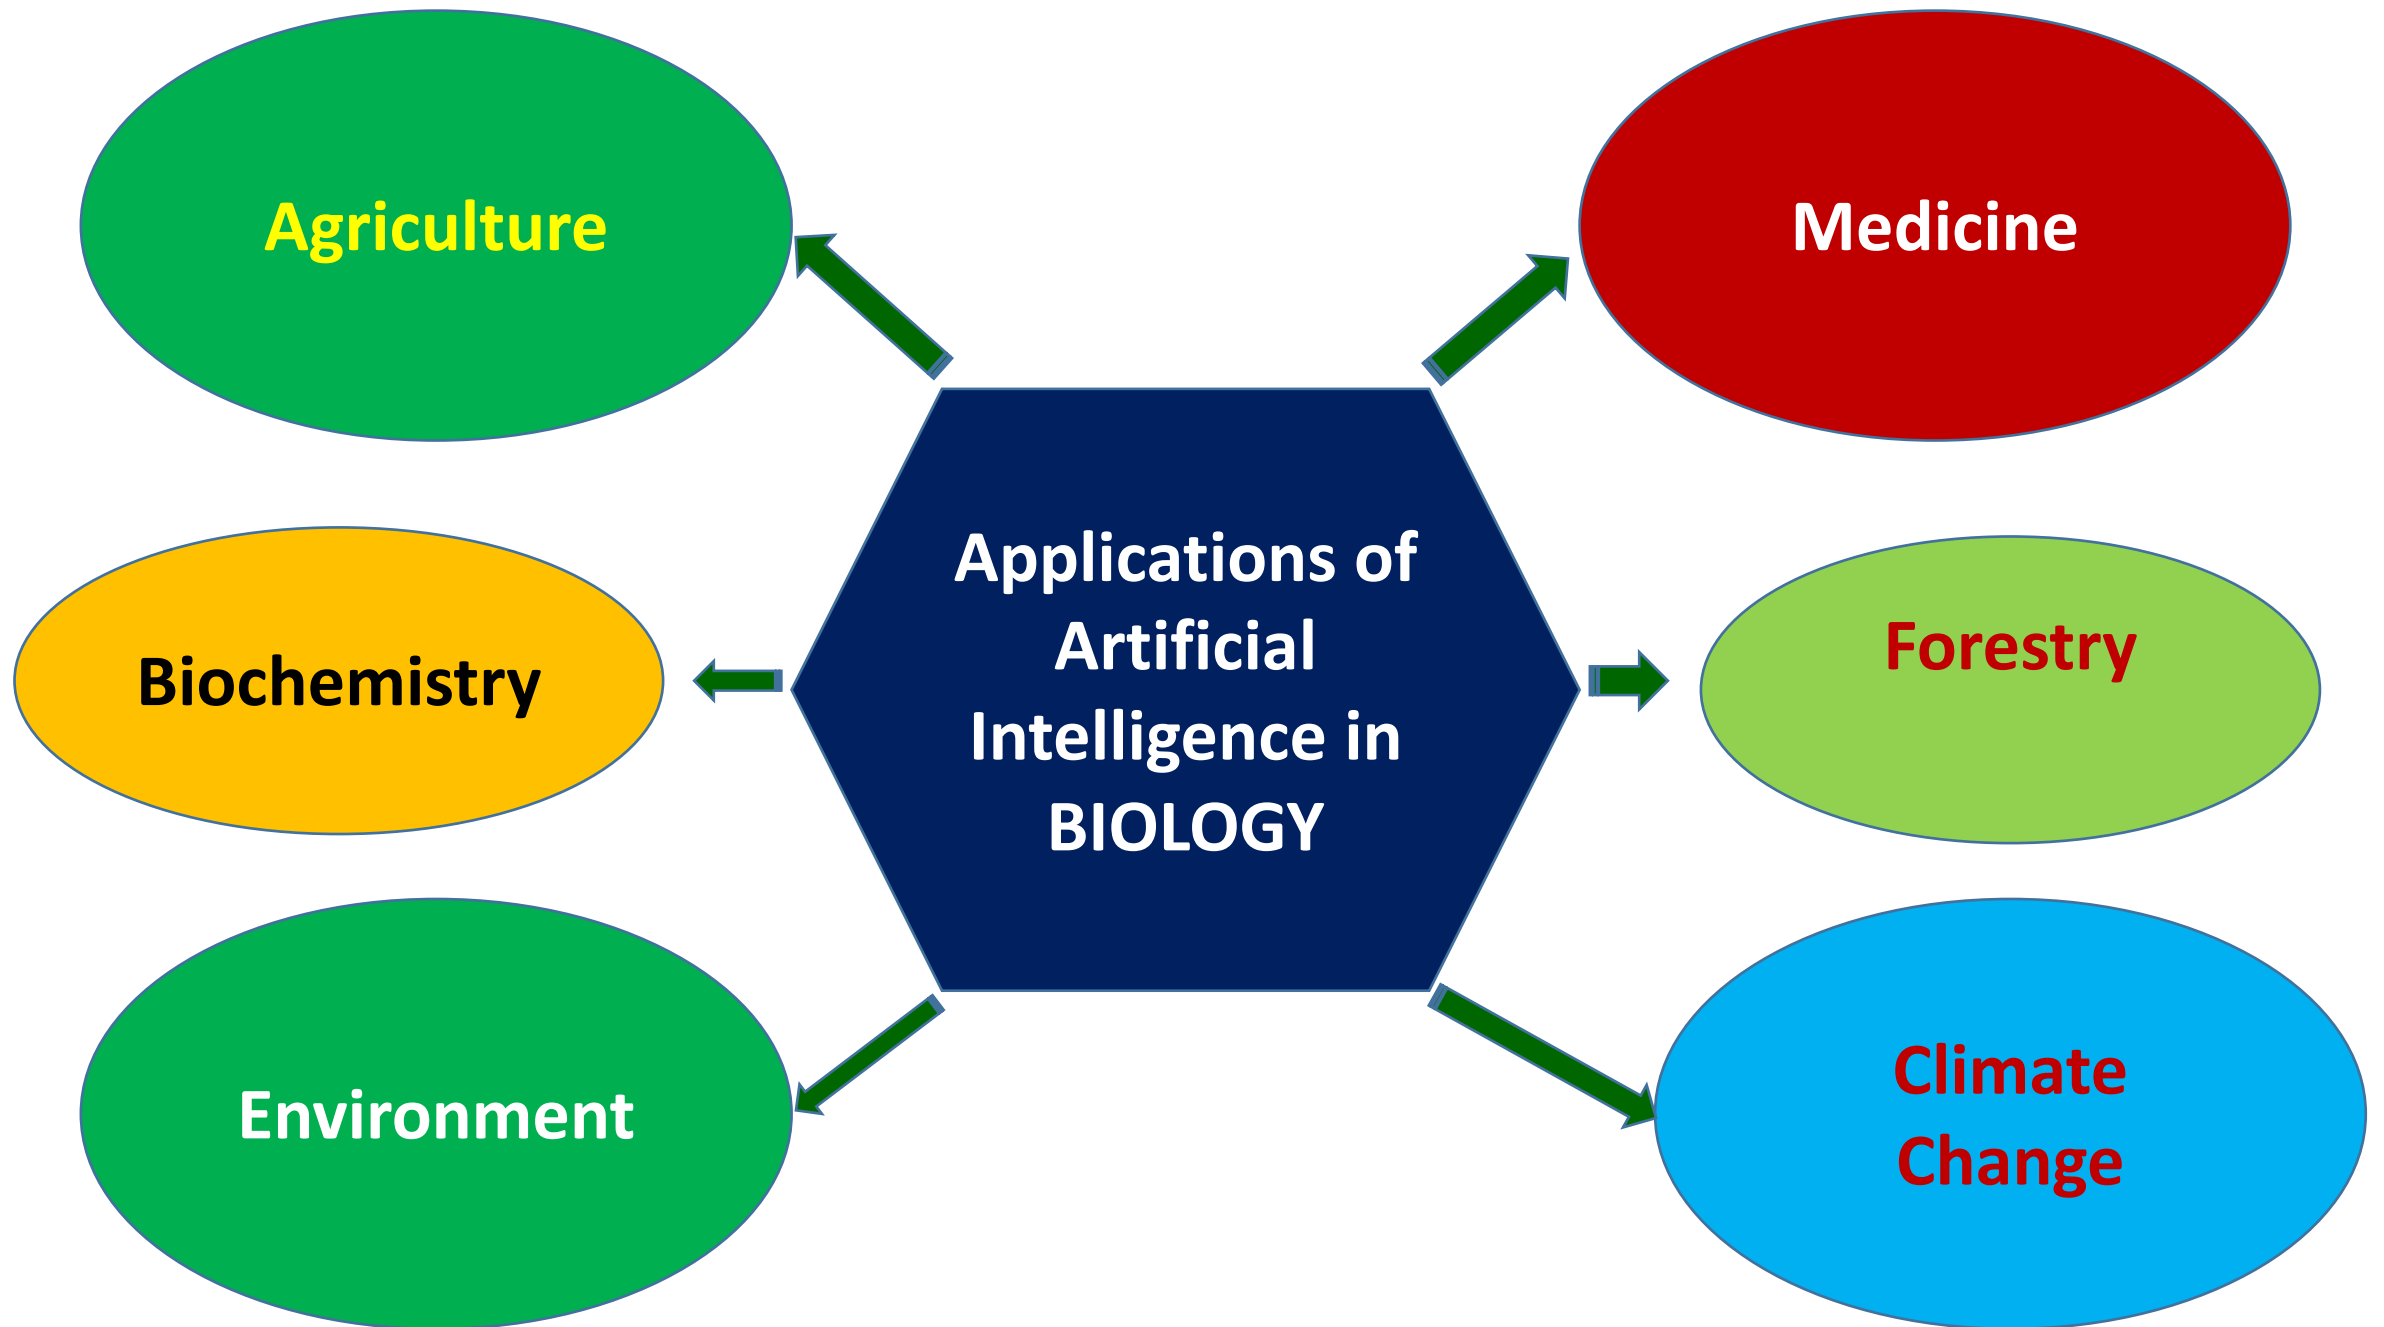 Agriculture
Medicine
Applications of
Artificial
Intelligence in
BIOLOGY
Biochemistry
Forestry
Environment
Climate
Change